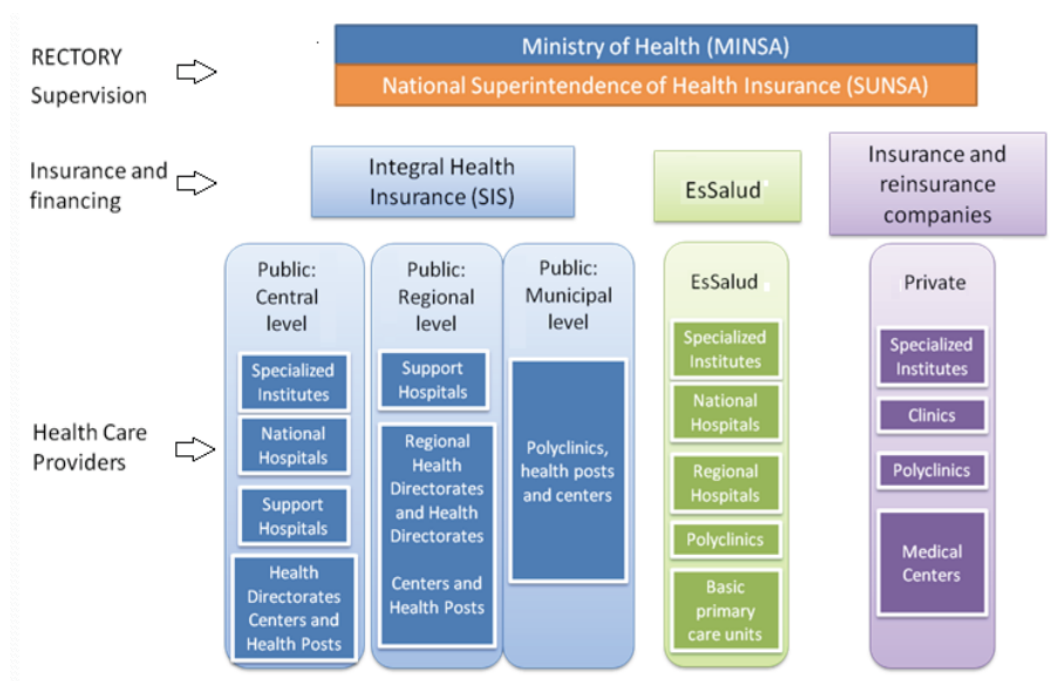 RECTORY
Supervision
Ministry of Health (MINSA)
National Superintendence of Health Insurance (SUNSA)
Insurance and
financing
Integral Health
Insurance (SIS)
EsSalud
Insurance and
reinsurance
companies
Health Care
Providers
Public:
Central
level
Specialized
Institutes
National
Hospitals
Support
Hospitals
Health
Directorates
Centers and
Health Posts
Public:
Regional
level
Support
Hospitals
Regional
Health
Directorates
and Health
Directorates
Centers and
Health Posts
Public:
Municipal
level
Polyclinics,
health posts
and centers
EsSalud
Specialized
Institutes
National
Hospitals
Regional
Hospitals
Polyclinics
Basic
primary
care units
Private
Specialized
Institutes
Clinics
Polyclinics
Medical
Centers